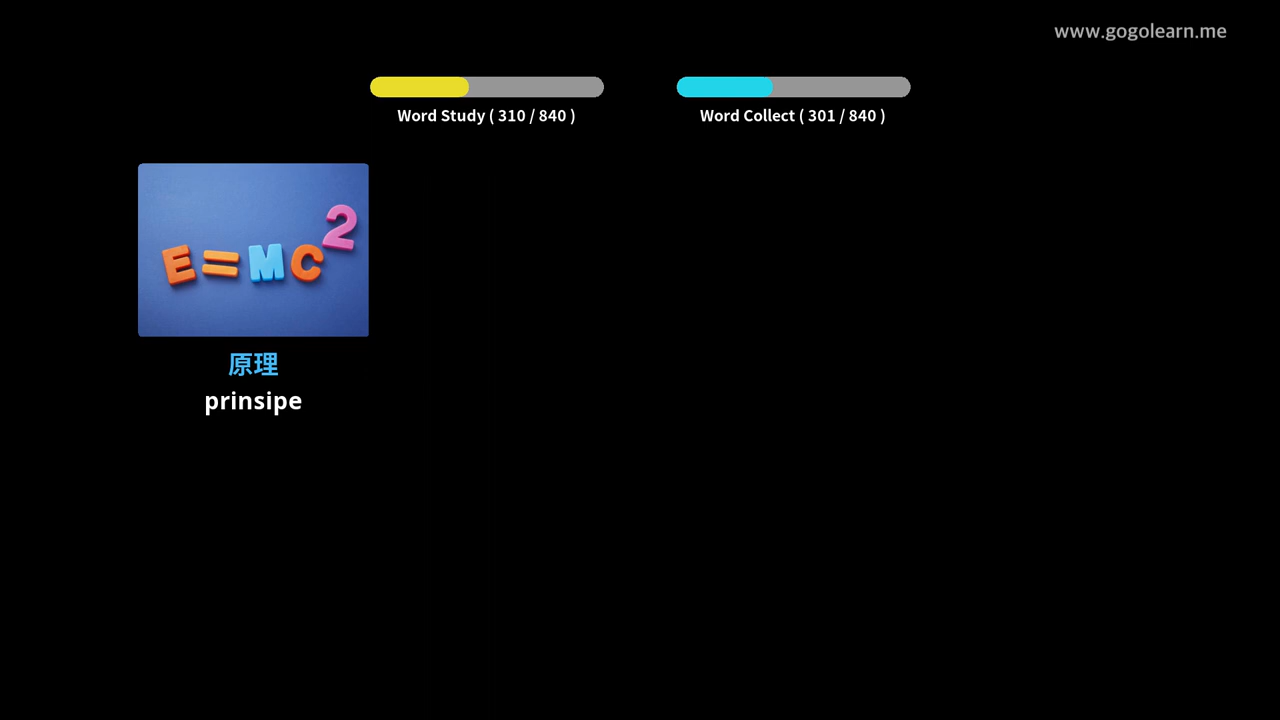 www.gogolearn.me
Word Study ( 310 / 840 )
Word Collect ( 301 / 840 )
E=MC2
原理
prinsipe